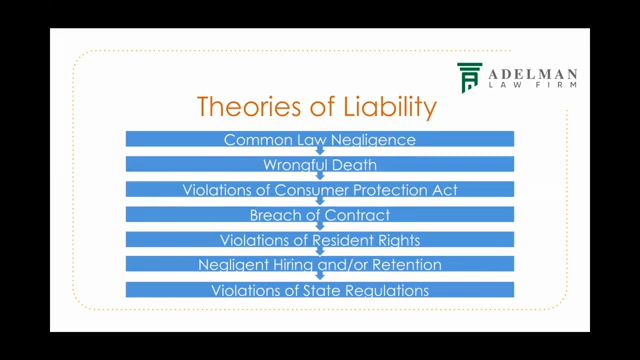 ADELMAN
LAW FIRM
Theories of Liability
Common Law Negligence
Wrongful Death
Violations of Consumer Protection Act
Breach of Contract
Violations of Resident Rights
Negligent Hiring and/or Retention
Violations of State Regulations